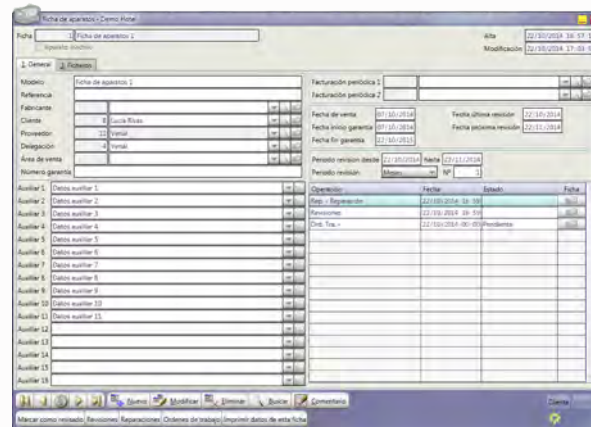 Ficha de aparatos - Demo Hotel
Ficha 1 Ficha de aparatos 1
Alta 22/10/2014 16:57
Aparato inactivo
Modificación 22/10/2014 17:03
1. General 2. Ficheros
Modelo Ficha de aparatos 1
Referencia
Fabricante
Cliente 8 Lucía Rivas
Proveedor 12 Yamal
Delegación 4 Yamal
Área de venta
Número garantía
Facturación periódica 1
Facturación periódica 2
Fecha de venta 07/10/2014 Fecha última revisión 22/10/2014
Fecha inicio garantía 07/10/2014 Fecha próxima revisión 22/11/2014
Fecha fin garantía
Periodo revisión desde 22/10/2014 hasta 22/11/2014
Periodo revisión Meses Nº 1
Auxiliar 1 Datos auxiliar 1
Auxiliar 2 Datos auxiliar 2
Auxiliar 3 Datos auxiliar 3
Auxiliar 4 Datos auxiliar 4
Auxiliar 5 Datos auxiliar 5
Auxiliar 6 Datos auxiliar 6
Auxiliar 7 Datos auxiliar 7
Auxiliar 8 Datos auxiliar 8
Auxiliar 9 Datos auxiliar 9
Auxiliar 10 Datos auxiliar 10
Auxiliar 11 Datos auxiliar 11
Auxiliar 12
Auxiliar 13
Auxiliar 14
Auxiliar 15
Auxiliar 16
Operación Fecha Estado Ficha
Rep. - Reparación 22/10/2014 16:58
Revisiones 22/10/2014 16:59
Ord. Tra.- 22/10/2014 00:00 Pendiente
Nuevo Modificar Eliminar Buscar Comentario
Cliente
Marcar como revisado Revisiones Reparaciones Ordenes de trabajo Imprimir datos de esta ficha